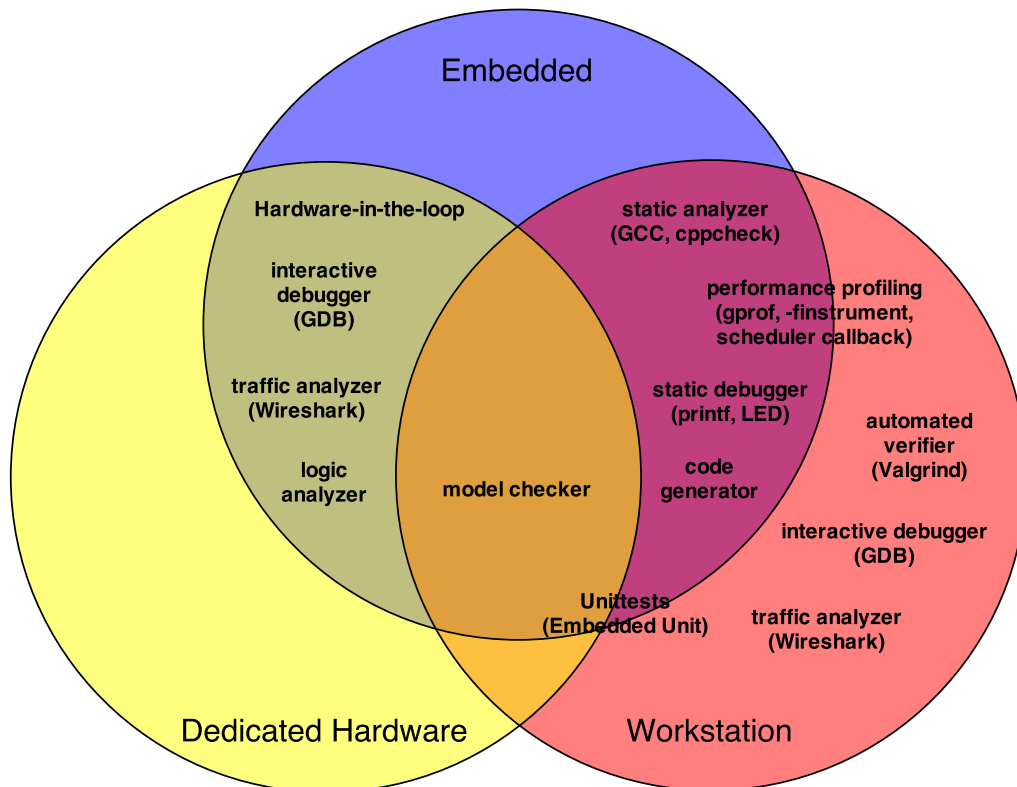 Embedded
Hardware-in-the-loop
interactive
debugger
(GDB)
traffic analyzer
(Wireshark)
logic
analyzer
model checker
static analyzer
(GCC, cppcheck)
performance profiling
(gprof, -finstrument,
scheduler callback)
static debugger
(printf, LED)
code
generator
automated
verifier
(Valgrind)
interactive debugger
(GDB)
Unittests
(Embedded Unit)
traffic analyzer
(Wireshark)
Dedicated Hardware
Workstation